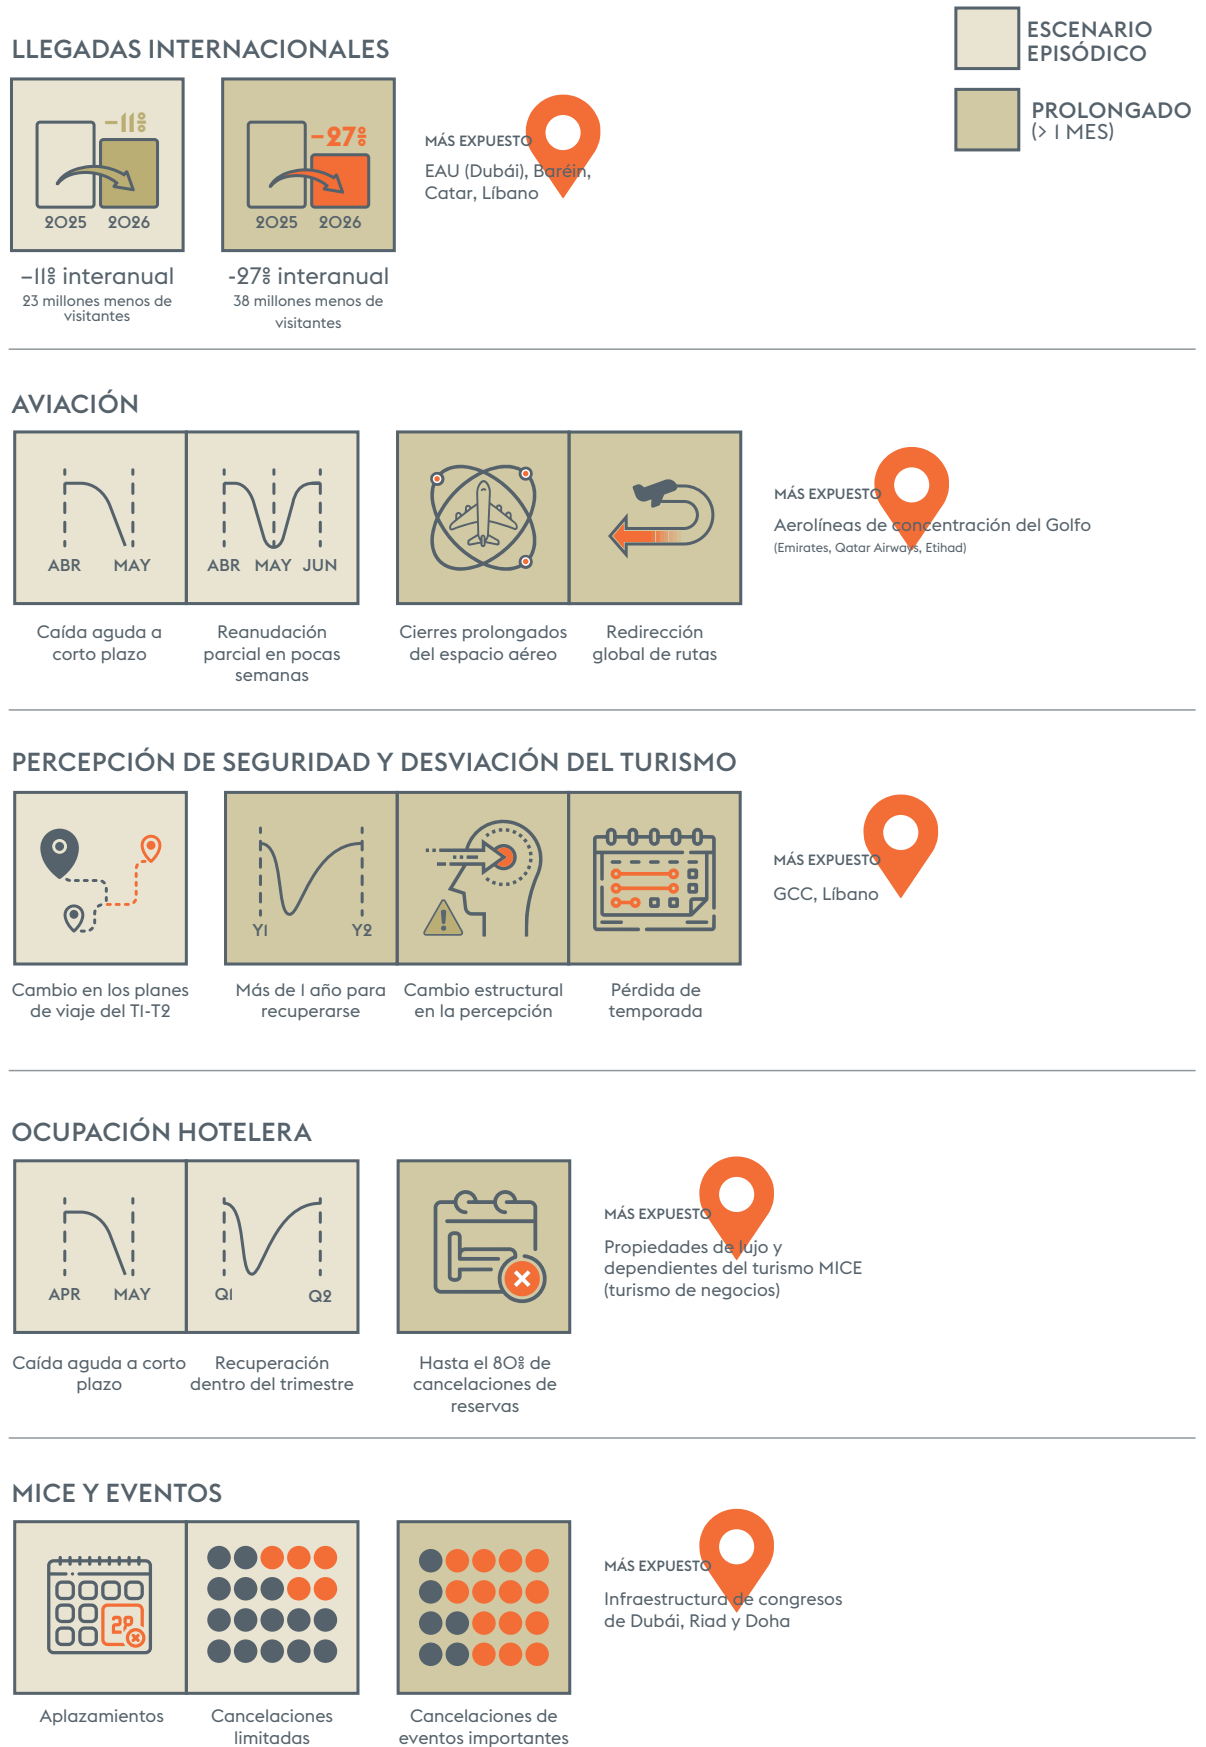 ESCENARIO
EPISÓDICO
PROLONGADO
(> 1 MES)
LLEGADAS INTERNACIONALES
-11%
2025 2026
-27%
2025 2026
-11% interanual
23 millones menos de
visitantes
-27% interanual
38 millones menos de
visitantes
MÁS EXPUESTO
EAU (Dubái), Baréin,
Catar, Líbano
AVIACIÓN
ABR MAY
ABR MAY JUN
Caída aguda a
corto plazo
Reanudación
parcial en pocas
semanas
Cierres prolongados
del espacio aéreo
Redirección
global de rutas
MÁS EXPUESTO
Aerolíneas de concentración del Golfo
(Emirates, Qatar Airways, Etihad)
PERCEPCIÓN DE SEGURIDAD Y DESVIACIÓN DEL TURISMO
Y1 Y2
Cambio en los planes
de viaje del T1-T2
Más de 1 año para
recuperarse
Cambio estructural
en la percepción
Pérdida de
temporada
MÁS EXPUESTO
GCC, Líbano
OCUPACIÓN HOTELERA
APR MAY
Q1 Q2
Caída aguda a corto
plazo
Recuperación
dentro del trimestre
Hasta el 80% de
cancelaciones de
reservas
MÁS EXPUESTO
Propiedades de lujo y
dependientes del turismo MICE
(turismo de negocios)
MICE Y EVENTOS
Aplazamientos
Cancelaciones
limitadas
Cancelaciones de
eventos importantes
MÁS EXPUESTO
Infraestructura de congresos
de Dubái, Riad y Doha